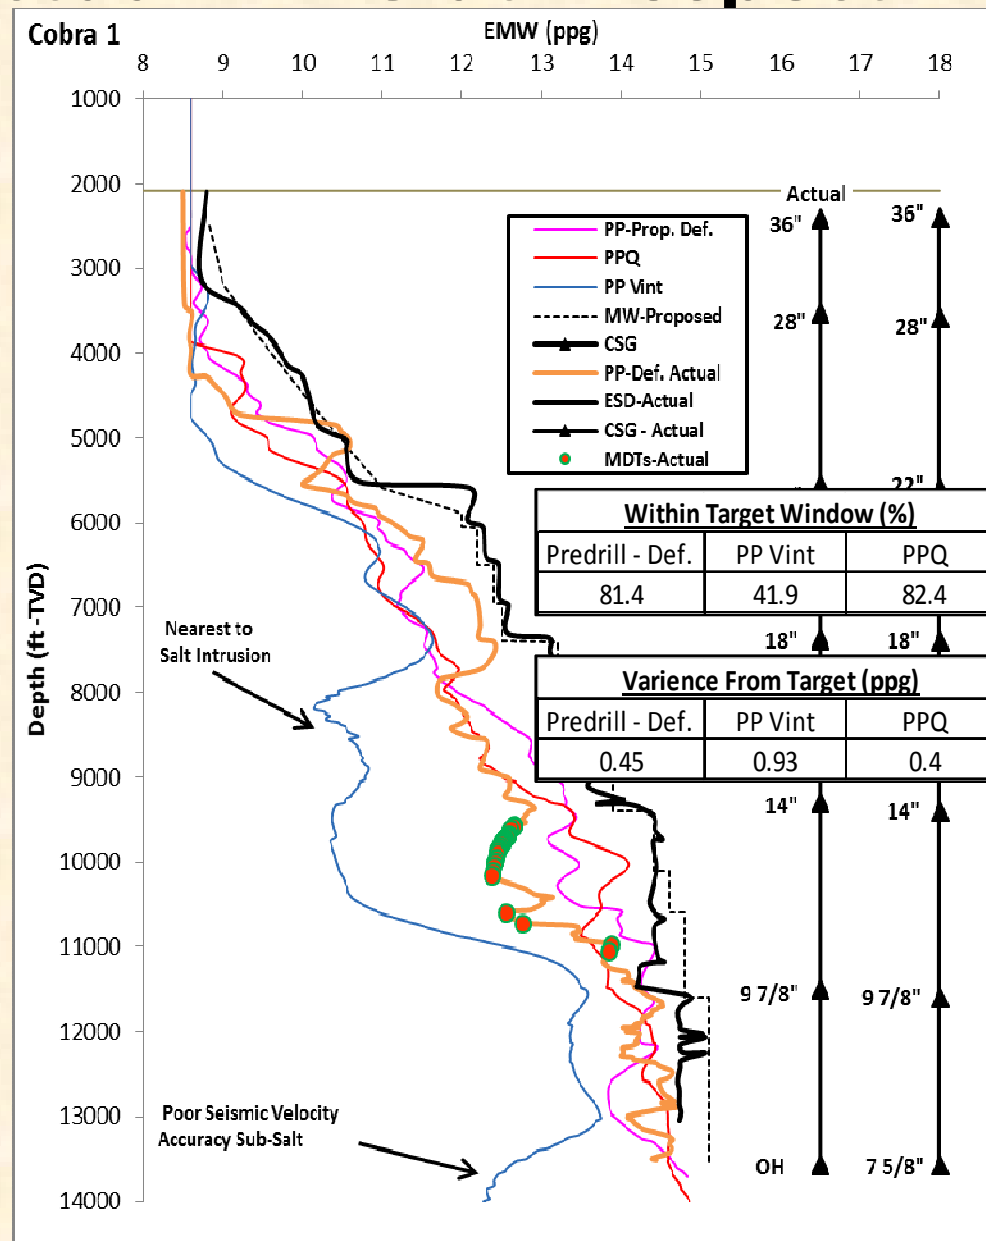 Cobra 1
EMW (ppg)
8 9 10 11 12 13 14 15 16 17 18
1000
2000
3000
4000
5000
6000
7000
8000
9000
10000
11000
12000
13000
14000
Depth (ft -TVD)
Actual
36" 36"
28" 28"
22"
18" 18"
14" 14"
9 7/8" 9 7/8"
OH 7 5/8"
PP-Prop. Def.
PPQ
PP Vint
MW-Proposed
CSG
PP-Def. Actual
ESD-Actual
CSG - Actual
MDTs-Actual
Within Target Window (%)
Predrill - Def. PP Vint PPQ
81.4 41.9 82.4
Varience From Target (ppg)
Predrill - Def. PP Vint PPQ
0.45 0.93 0.4
Nearest to
Salt Intrusion
Poor Seismic Velocity
Accuracy Sub-Salt